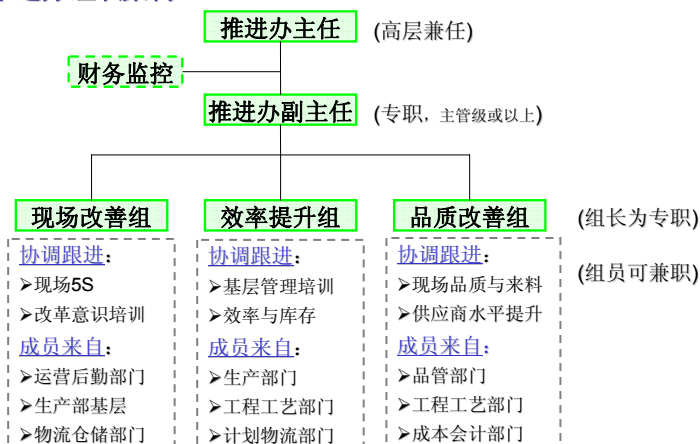 推进办主任 (高层兼任)
财务监控
推进办副主任 (专职, 主管级或以上)
现场改善组
协调跟进：
➢现场5S
➢改革意识培训
成员来自：
➢运营后勤部门
➢生产部基层
➢物流仓储部门
效率提升组
协调跟进：
➢基层管理培训
➢效率与库存
成员来自：
➢生产部门
➢工程工艺部门
➢计划物流部门
品质改善组
协调跟进：
➢现场品质与来料
➢供应商水平提升
成员来自：
➢品管部门
➢工程工艺部门
➢成本会计部门
(组长为专职)
(组员可兼职)